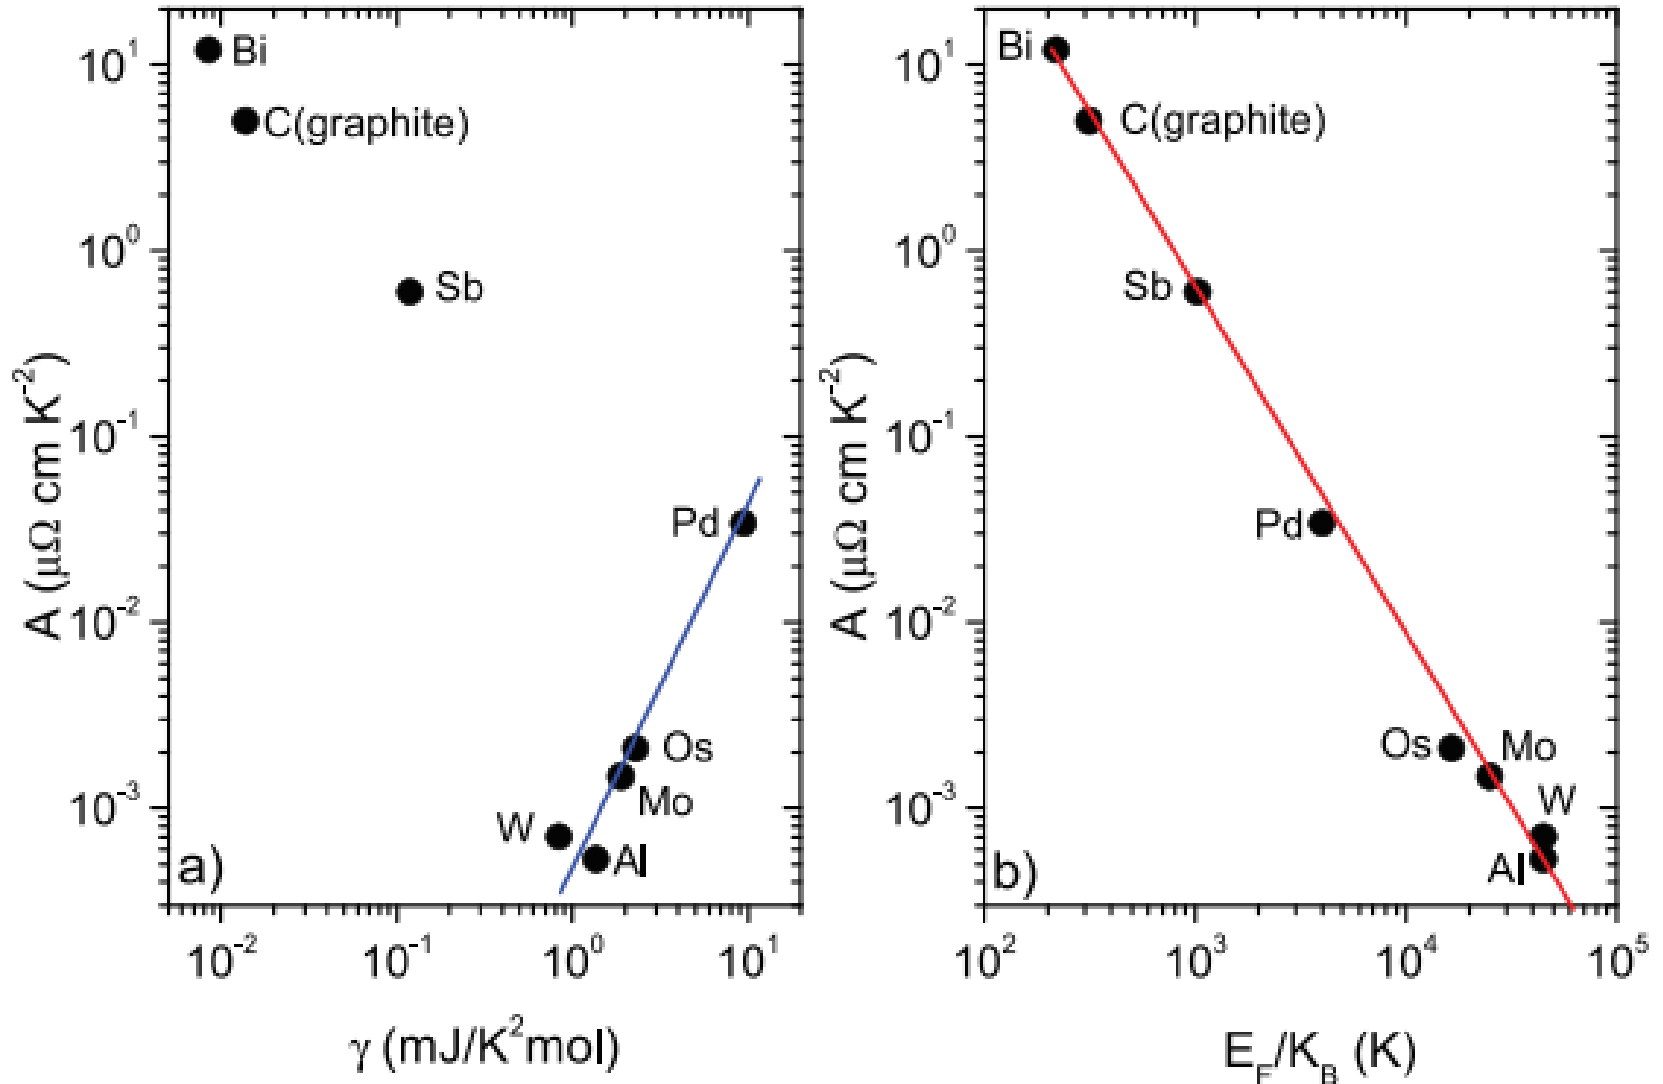 A (μΩ cm K⁻²)
10¹
10⁰
10⁻¹
10⁻²
10⁻³
Bi
C(graphite)
Sb
Pd
Os
Mo
W
Al
a)
10⁻²
10⁻¹
10⁰
10¹
γ (mJ/K²mol)
A (μΩ cm K⁻²)
10¹
10⁰
10⁻¹
10⁻²
10⁻³
Bi
C(graphite)
Sb
Pd
Os
Mo
W
Al
b)
10²
10³
10⁴
10⁵
E_F/K_B (K)